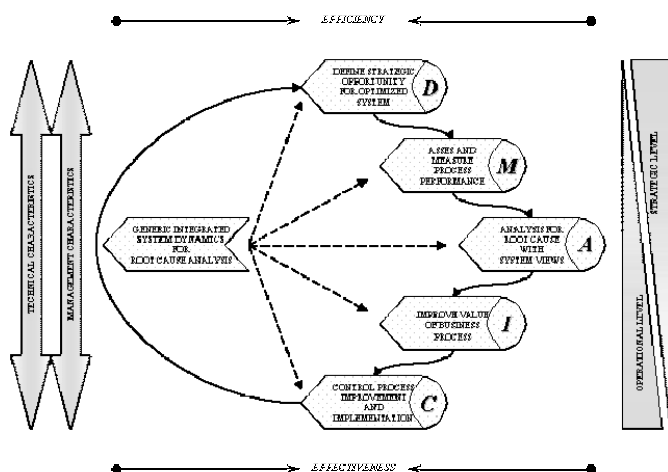 EFFICIENCY
DEFINE STRATEGIC
OPPORTUNITY
FOR OPTIMIZED
SYSTEM
D
ASSES AND
MEASURE
PROCESS
PERFORMANCE
M
GENERIC INTEGRATED
SYSTEM DYNAMICS
FOR
ROOT CAUSE ANALYSIS
ANALYSIS FOR
ROOT CAUSE
WITH
SYSTEM VIEWS
A
IMPROVE VALUE
OF BUSINESS
PROCESS
I
CONTROL PROCESS
IMPROVEMENT
AND
IMPLEMENTATION
C
TECHNICAL CHARACTERISTICS
MANAGEMENT CHARACTERISTICS
OPERATIONAL LEVEL
STRATEGIC LEVEL
EFFECTIVENESS